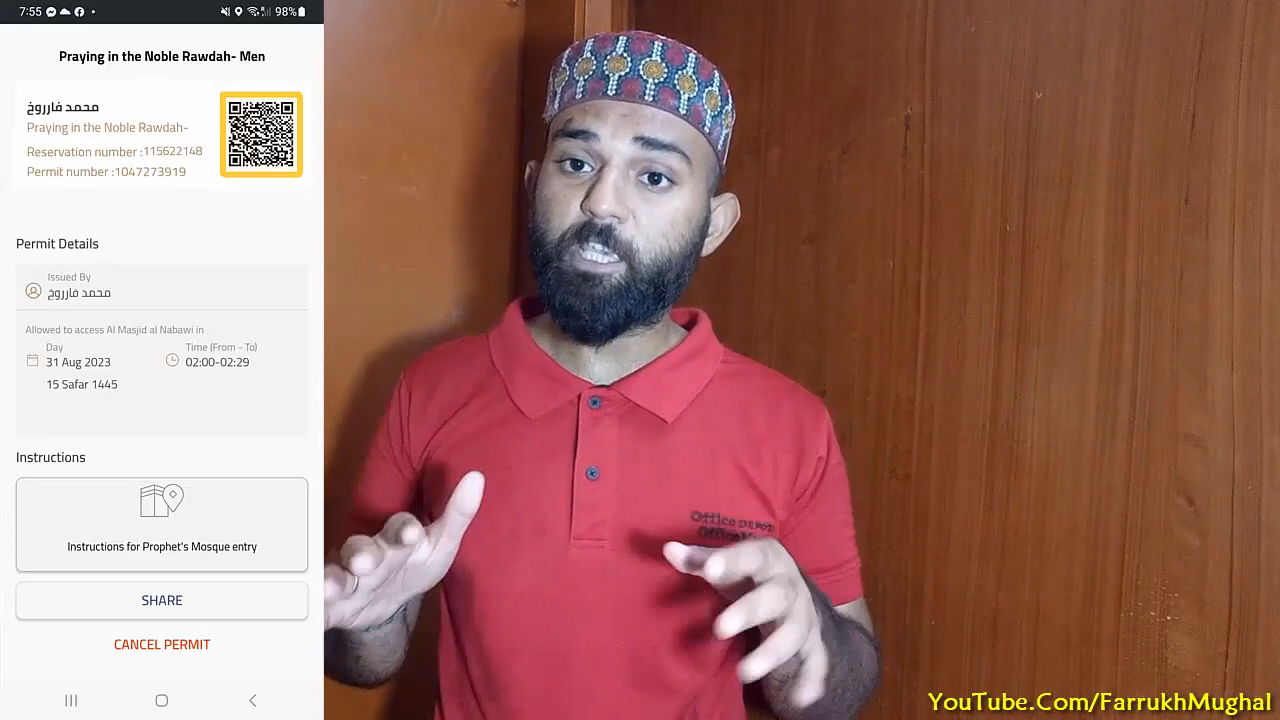 7:55
98%
Praying in the Noble Rawdah- Men
محمد فارروخ
Praying in the Noble Rawdah-
Reservation number :115622148
Permit number :1047273919
Permit Details
Issued By
محمد فارروخ
Allowed to access Al Masjid al Nabawi in
Day
Time (From - To)
31 Aug 2023
02:00-02:29
15 Safar 1445
Instructions
Instructions for Prophet's Mosque entry
SHARE
CANCEL PERMIT
Office DEPOT
Office
YouTube.Com/FarrukhMughal